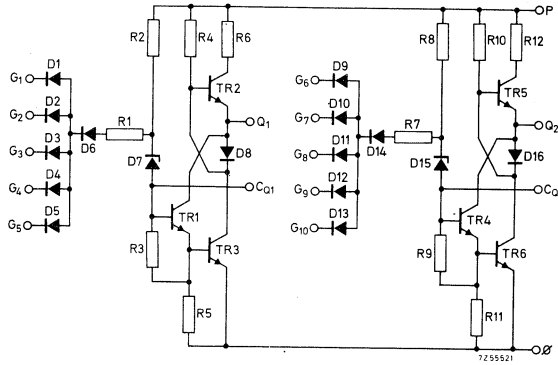 P
R2 R4 R6 R8 R10 R12
D1 D9
G1 G6
TR2 TR5
D2 D10
G2 R1 Q1 G7 R7 Q2
D3 D11
G3 D6 G8 D14
D7 D8 D15 D16
D4 D12
G4 CQ1 G9 CQ
D5 TR1 D13 TR4
G5 G10
R3 TR3 R9 TR6
R5 R11
7Z55521 Ø